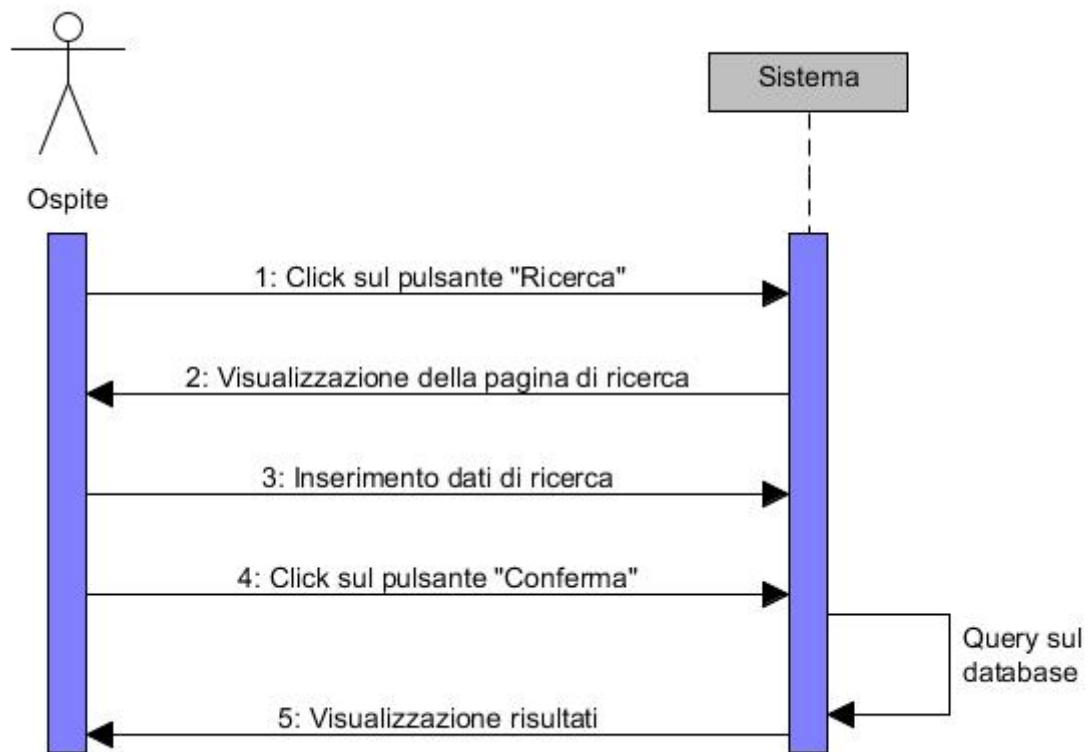 Sistema
Ospite
1: Click sul pulsante "Ricerca"
2: Visualizzazione della pagina di ricerca
3: Inserimento dati di ricerca
4: Click sul pulsante "Conferma"
Query sul
database
5: Visualizzazione risultati